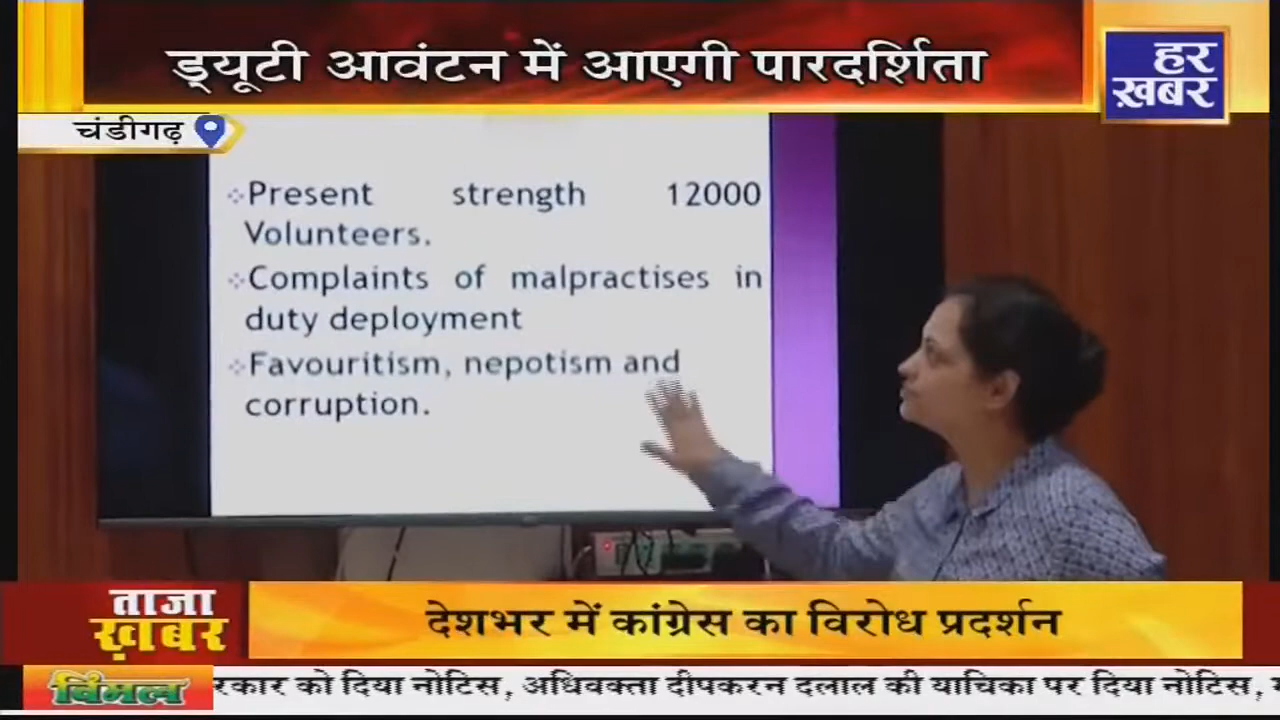 ड्यूटी आवंटन में आएगी पारदर्शिता
हर
ख़बर
चंडीगढ़
Present strength 12000
Volunteers.
Complaints of malpractises in
duty deployment
Favouritism, nepotism and
corruption.
ताजा
ख़बर
देशभर में कांग्रेस का विरोध प्रदर्शन
विमल
रकार को दिया नोटिस, अधिवक्ता दीपकरन दलाल की याचिका पर दिया नोटिस,